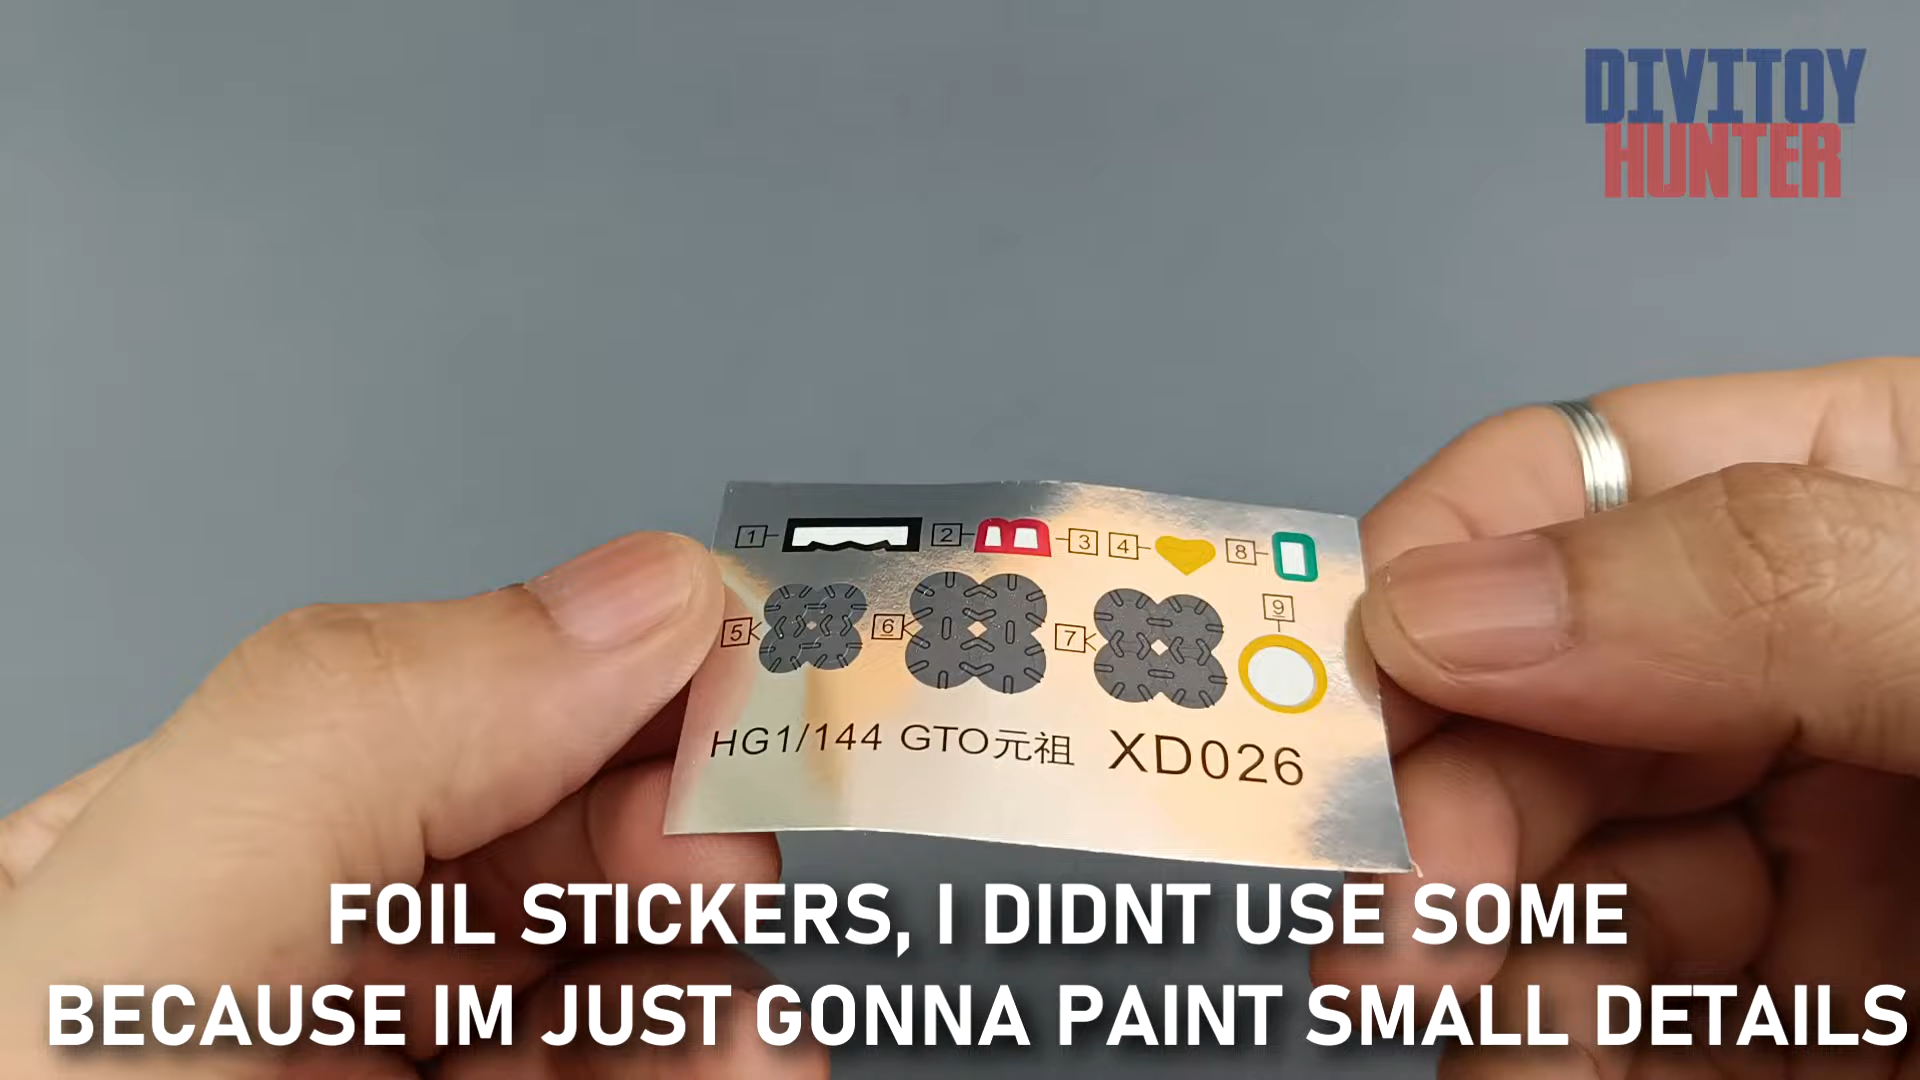 DIVITOY
HUNTER
1 2 3 4 8
9
5 6 7
HG1/144 GTO元祖 XD026
FOIL STICKERS, I DIDNT USE SOME
BECAUSE IM JUST GONNA PAINT SMALL DETAILS